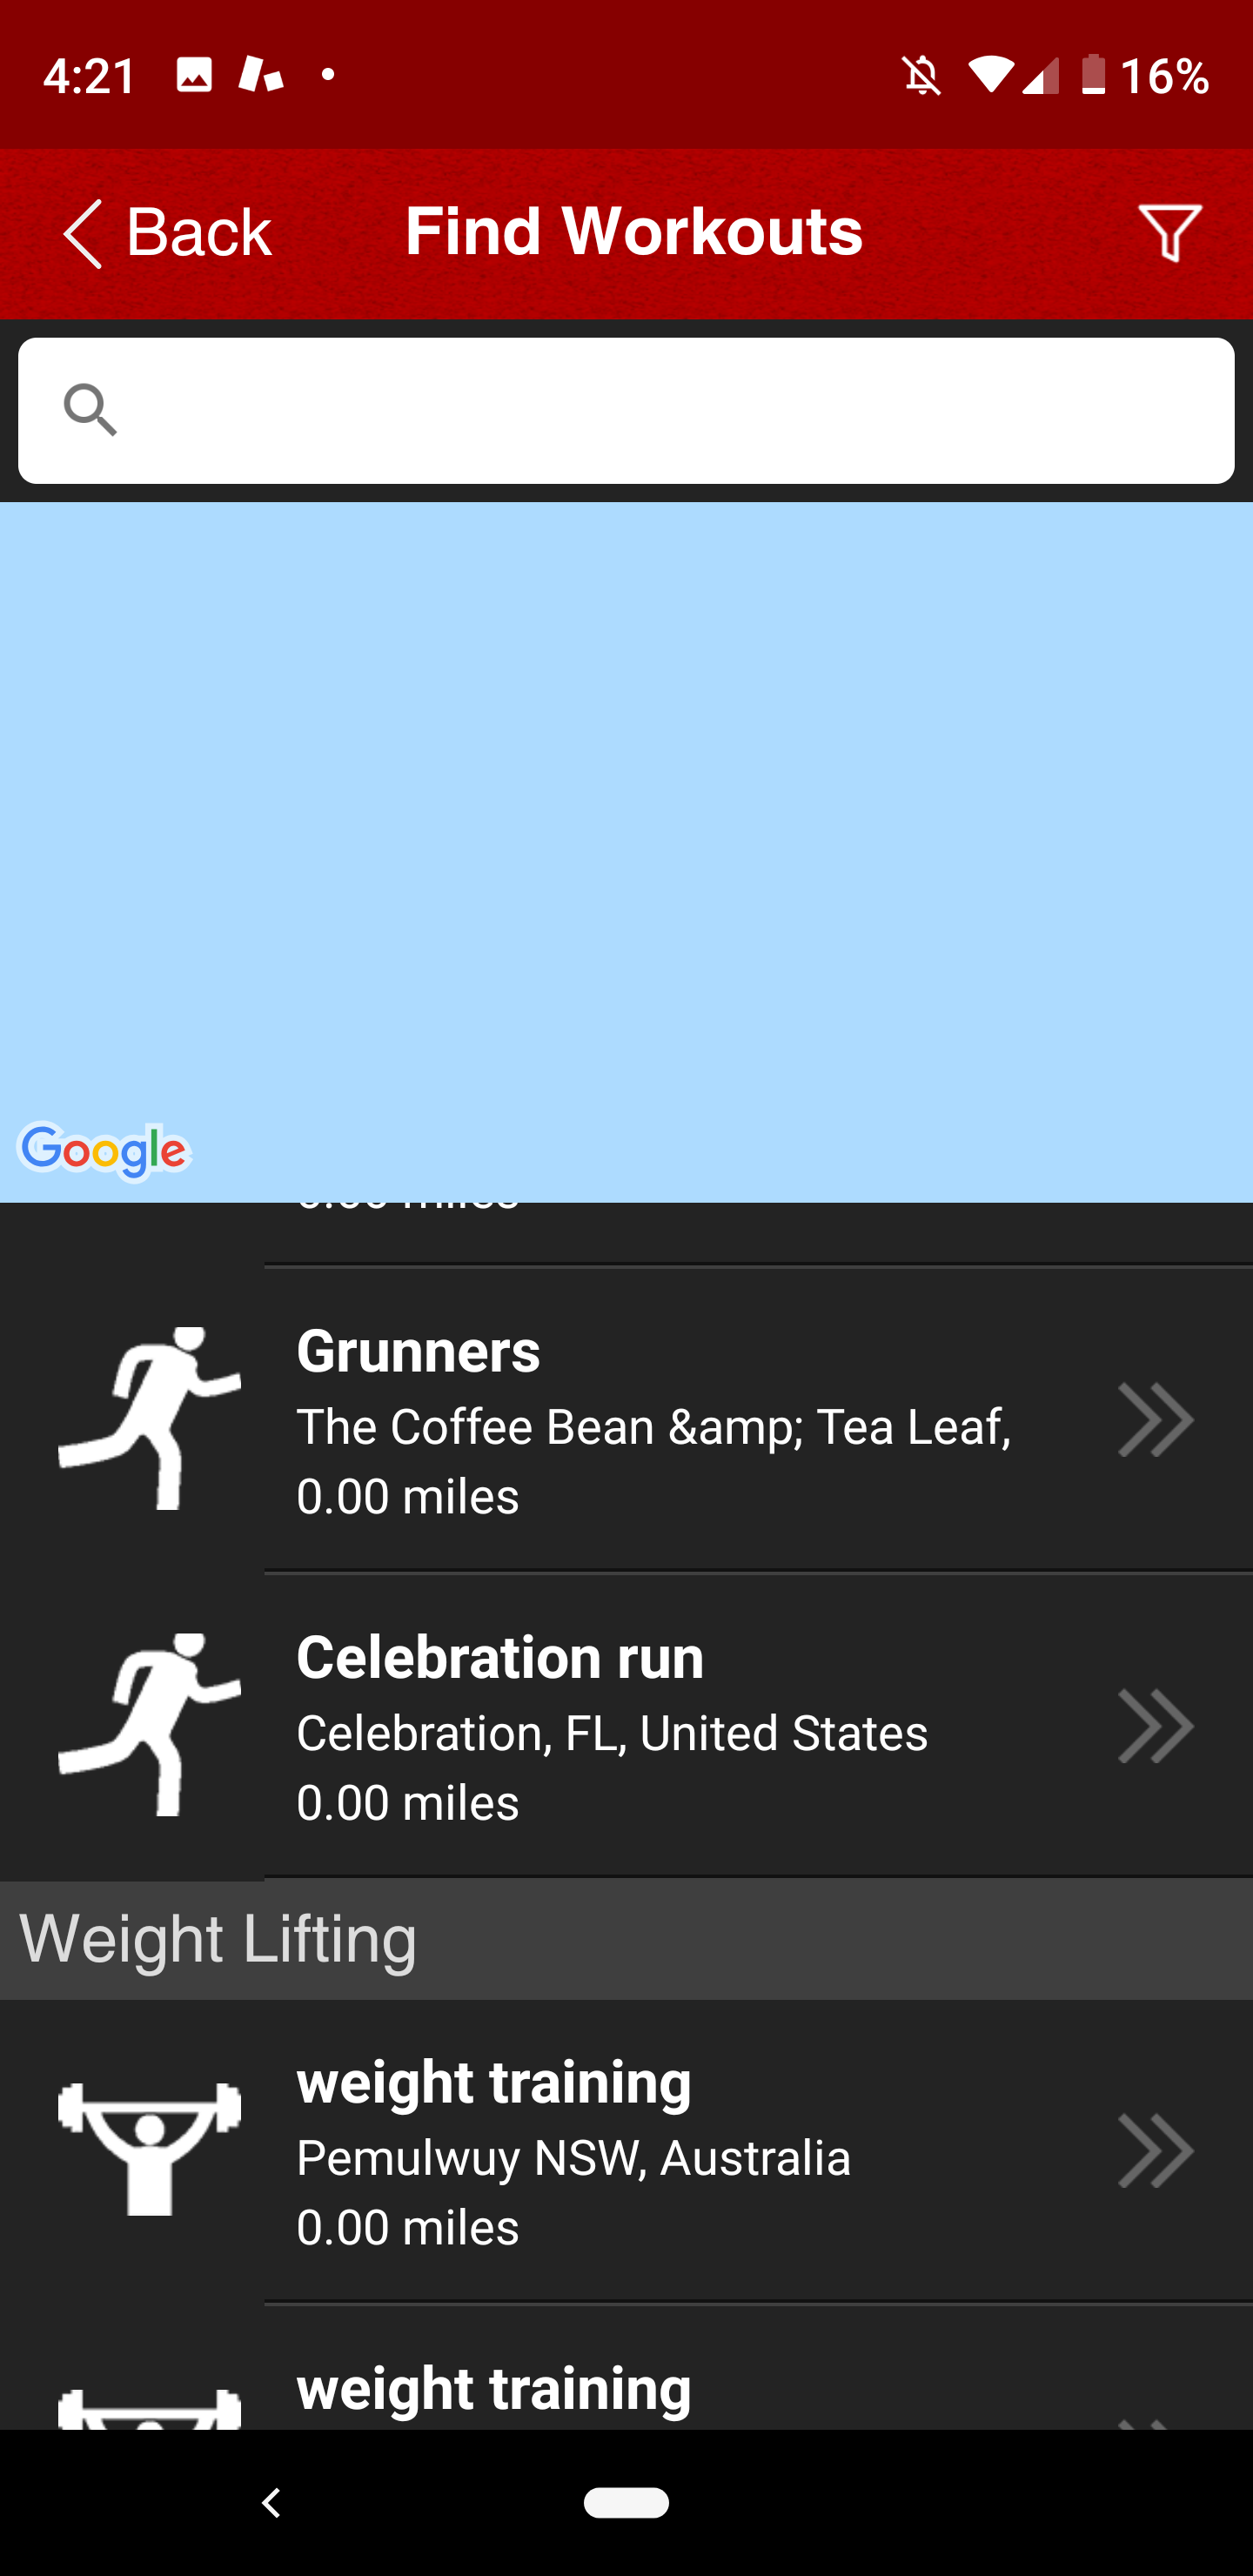 4:21
16%
Back
Find Workouts
Google
Grunners
The Coffee Bean &amp; Tea Leaf,
0.00 miles
Celebration run
Celebration, FL, United States
0.00 miles
Weight Lifting
weight training
Pemulwuy NSW, Australia
0.00 miles
weight training